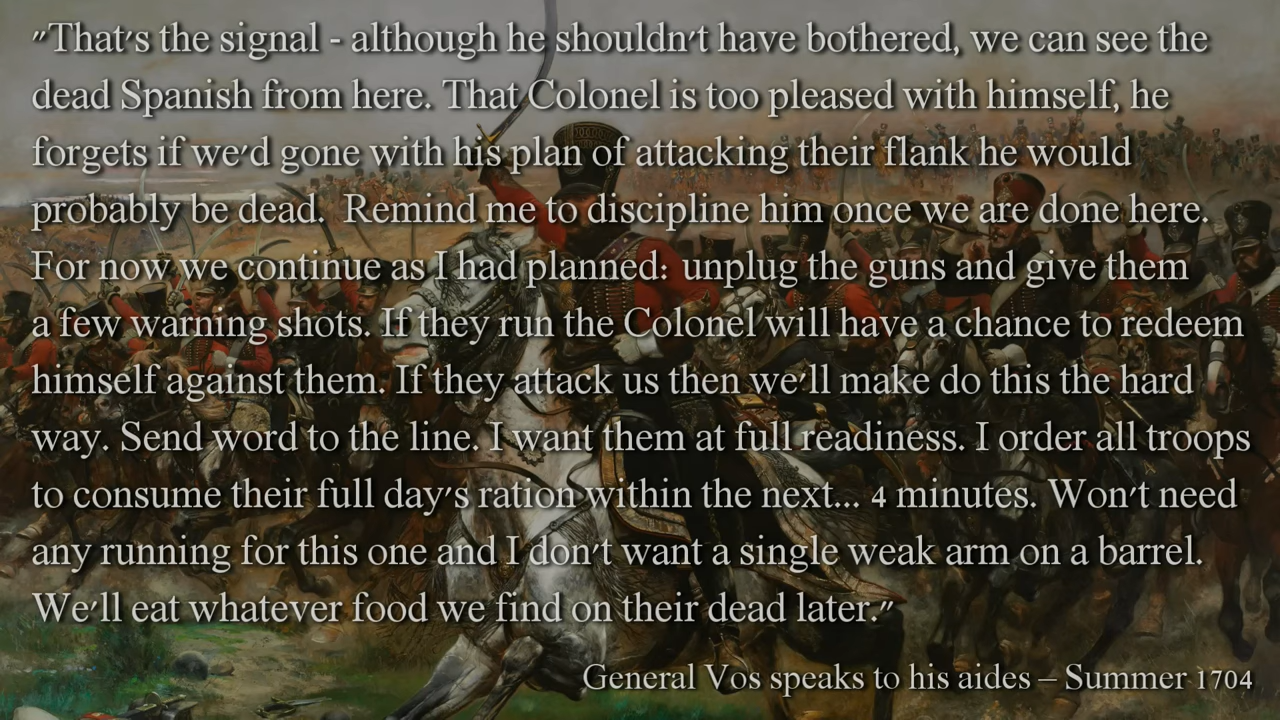 "That's the signal - although he shouldn't have bothered, we can see the
dead Spanish from here. That Colonel is too pleased with himself, he
forgets if we'd gone with his plan of attacking their flank he would
probably be dead.  Remind me to discipline him once we are done here.
For now we continue as I had planned: unplug the guns and give them
a few warning shots. If they run the Colonel will have a chance to redeem
himself against them. If they attack us then we'll make do this the hard
way. Send word to the line. I want them at full readiness. I order all troops
to consume their full day's ration within the next... 4 minutes. Won't need
any running for this one and I don't want a single weak arm on a barrel.
We'll eat whatever food we find on their dead later."
General Vos speaks to his aides – Summer 1704